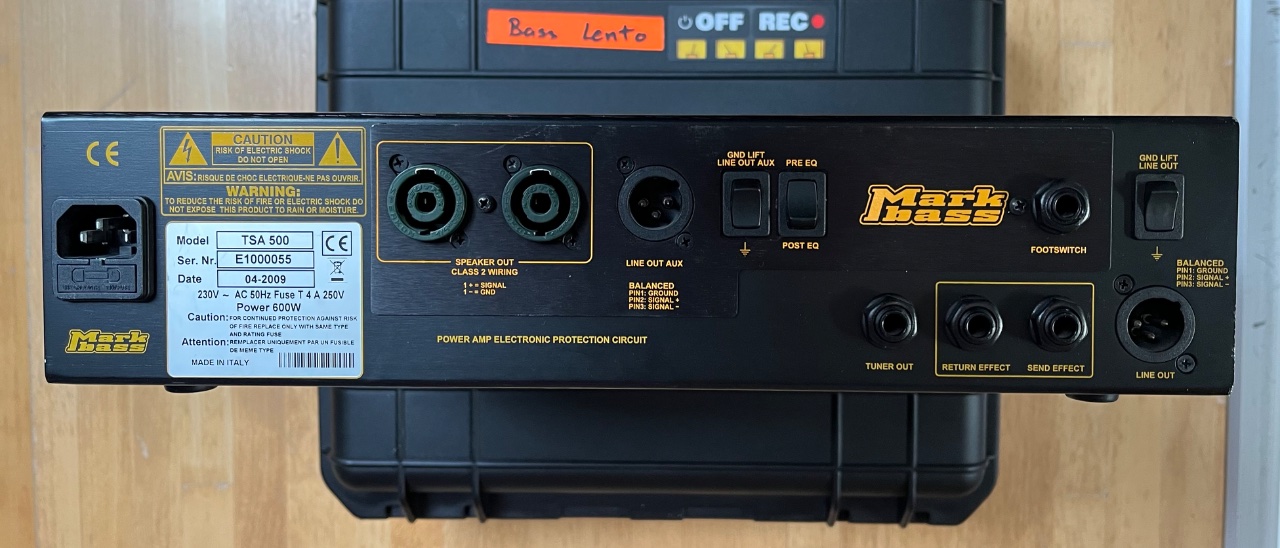 Bass Lento
OFF REC
CE
CAUTION
RISK OF ELECTRIC SHOCK
DO NOT OPEN
AVIS: RISQUE DE CHOC ELECTRIQUE-NE PAS OUVRIR.
WARNING:
TO REDUCE THE RISK OF FIRE OR ELECTRIC SHOCK DO
NOT EXPOSE THIS PRODUCT TO RAIN OR MOISTURE.
Model TSA 500
CE
Ser. Nr. E1000055
Date 04-2009
230V ~ AC 50Hz Fuse T 4 A 250V
Power 600W
Caution: FOR CONTINUED PROTECTION AGAINST RISK
OF FIRE REPLACE ONLY WITH SAME TYPE
AND RATING FUSE
Attention: REMPLACER UNIQUEMENT PAR UN FUSIBLE
DE MEME TYPE
MADE IN ITALY
Mark
bass
SPEAKER OUT
CLASS 2 WIRING
1 + = SIGNAL
1 - = GND
POWER AMP ELECTRONIC PROTECTION CIRCUIT
LINE OUT AUX
BALANCED
PIN1: GROUND
PIN2: SIGNAL +
PIN3: SIGNAL -
GND LIFT
LINE OUT AUX
PRE EQ
POST EQ
Mark
bass
FOOTSWITCH
TUNER OUT
RETURN EFFECT
SEND EFFECT
GND LIFT
LINE OUT
BALANCED
PIN1: GROUND
PIN2: SIGNAL +
PIN3: SIGNAL -
LINE OUT